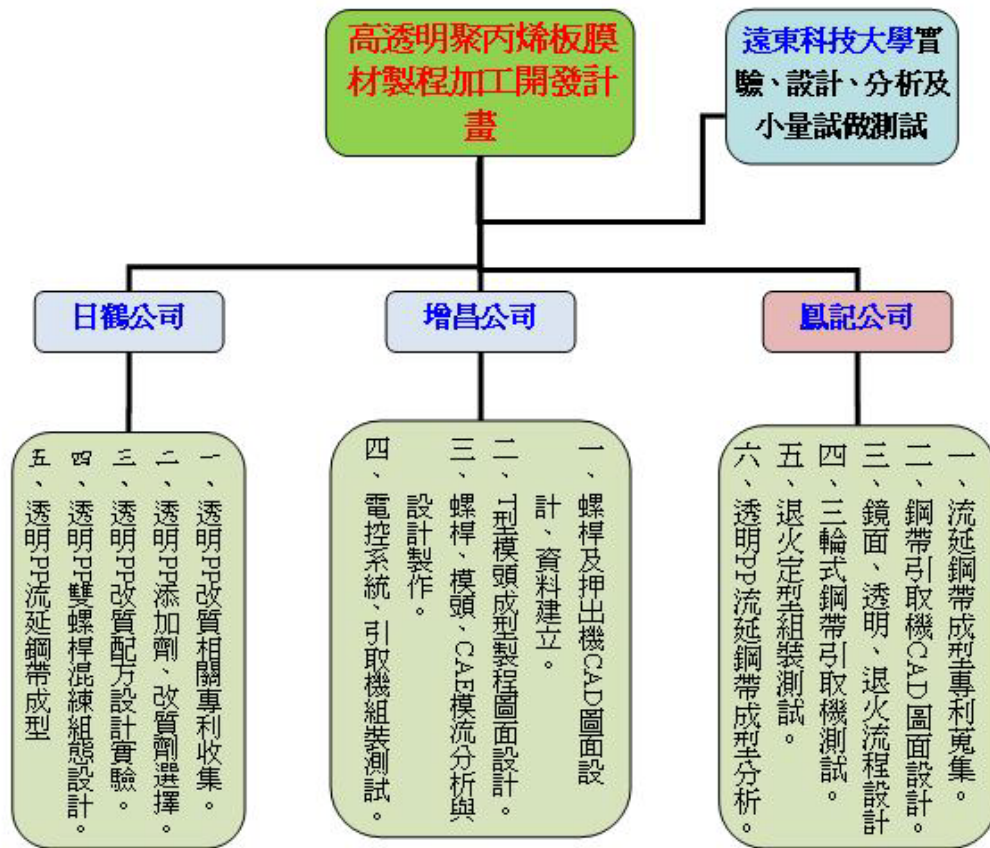 高透明聚丙烯板膜
材製程加工開發計
畫
遠東科技大學實
驗、設計、分析及
小量試做測試
日鶴公司
增昌公司
鳳記公司
一、透明PP改質相關專利收集。
二、透明PP添加劑、改質劑選擇。
三、透明PP改質配方設計實驗。
四、透明PP雙螺桿混練組態設計。
五、透明PP流延鋼帶成型
一、螺桿及押出機CAD圖面設
計、資料建立。
二、T型模頭成型製程圖面設計。
三、螺桿、模頭、CAE模流分析與
設計製作。
四、電控系統、引取機組裝測試。
一、流延鋼帶成型專利蒐集。
二、鋼帶引取機CAD圖面設計。
三、鏡面、透明、退火流程設計
四、三輪式鋼帶引取機測試。
五、退火定型組裝測試。
六、透明PP流延鋼帶成型分析。